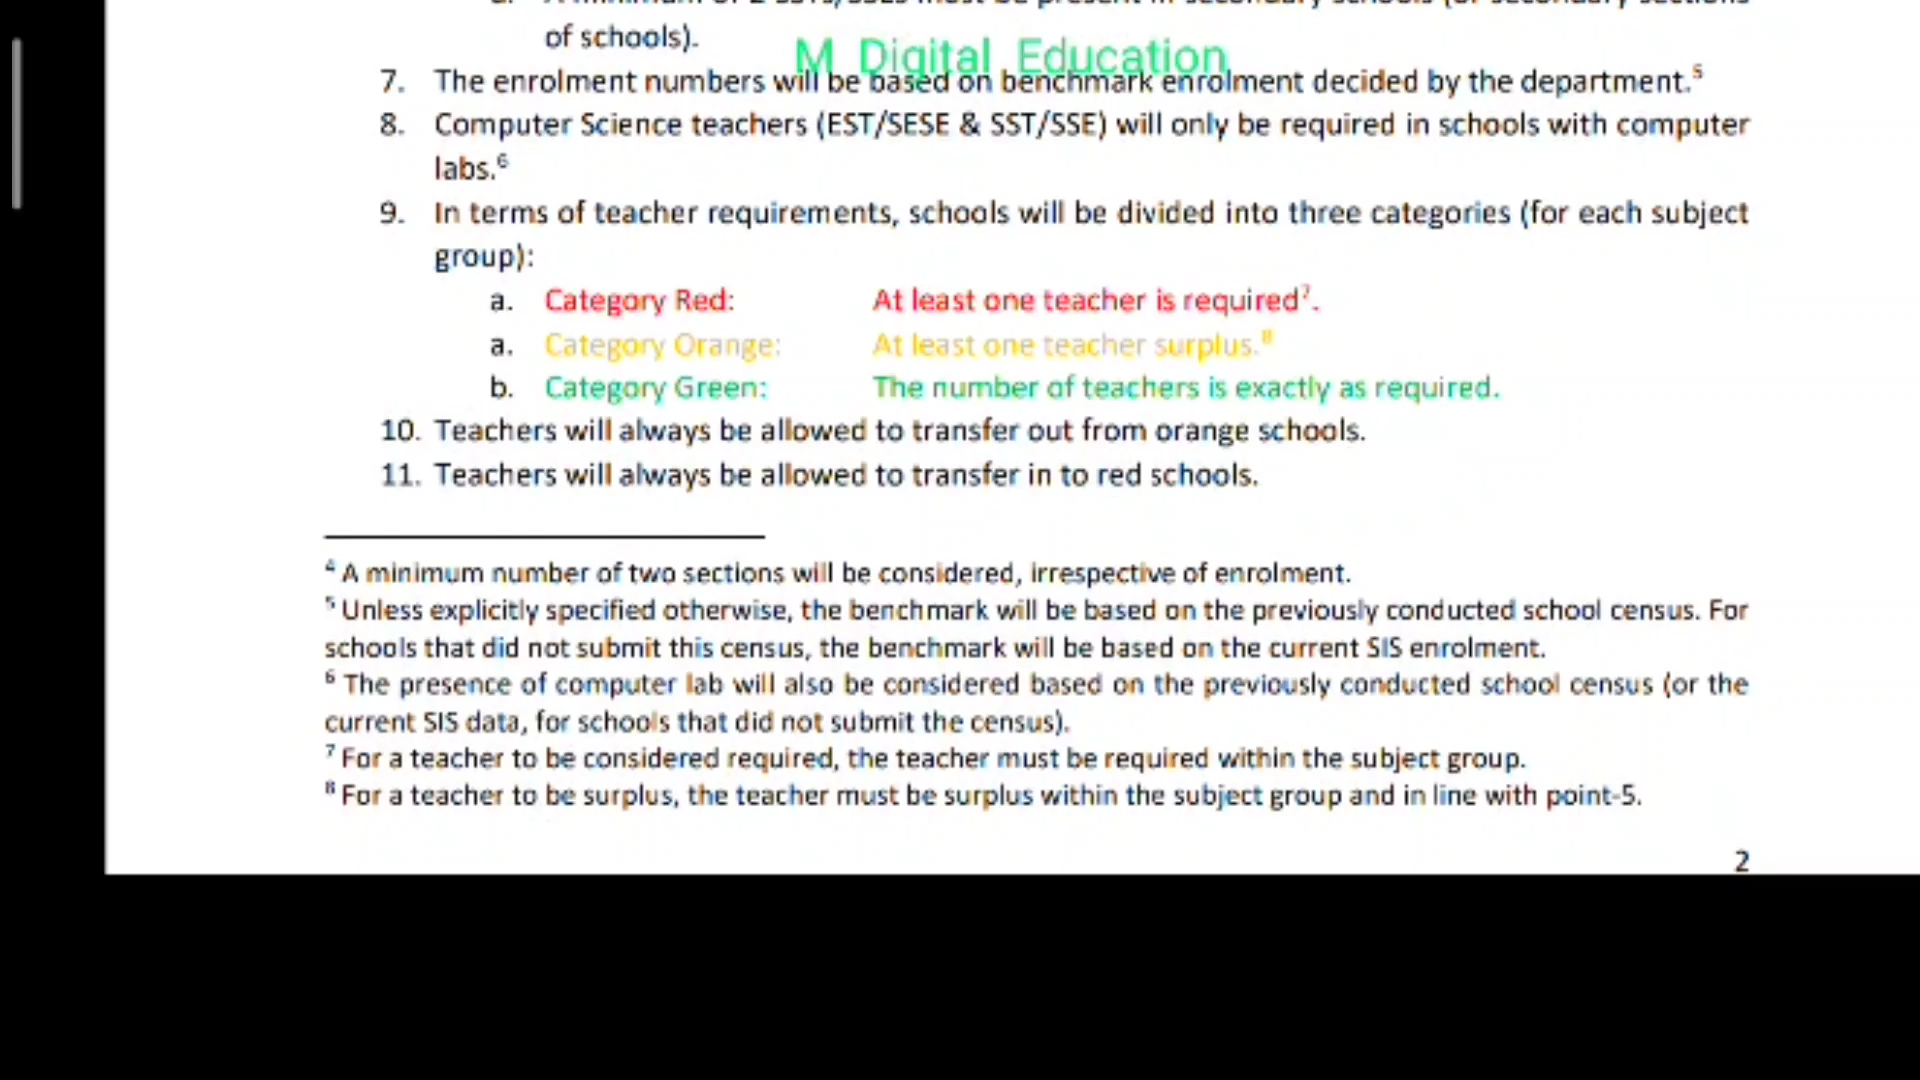 of schools).
M Digital Education
7. The enrolment numbers will be based on benchmark enrolment decided by the department.⁵
8. Computer Science teachers (EST/SESE & SST/SSE) will only be required in schools with computer
labs.⁶
9. In terms of teacher requirements, schools will be divided into three categories (for each subject
group):
a. Category Red: At least one teacher is required⁷.
a. Category Orange: At least one teacher surplus.⁸
b. Category Green: The number of teachers is exactly as required.
10. Teachers will always be allowed to transfer out from orange schools.
11. Teachers will always be allowed to transfer in to red schools.
⁴ A minimum number of two sections will be considered, irrespective of enrolment.
⁵ Unless explicitly specified otherwise, the benchmark will be based on the previously conducted school census. For
schools that did not submit this census, the benchmark will be based on the current SIS enrolment.
⁶ The presence of computer lab will also be considered based on the previously conducted school census (or the
current SIS data, for schools that did not submit the census).
⁷ For a teacher to be considered required, the teacher must be required within the subject group.
⁸ For a teacher to be surplus, the teacher must be surplus within the subject group and in line with point-5.
2